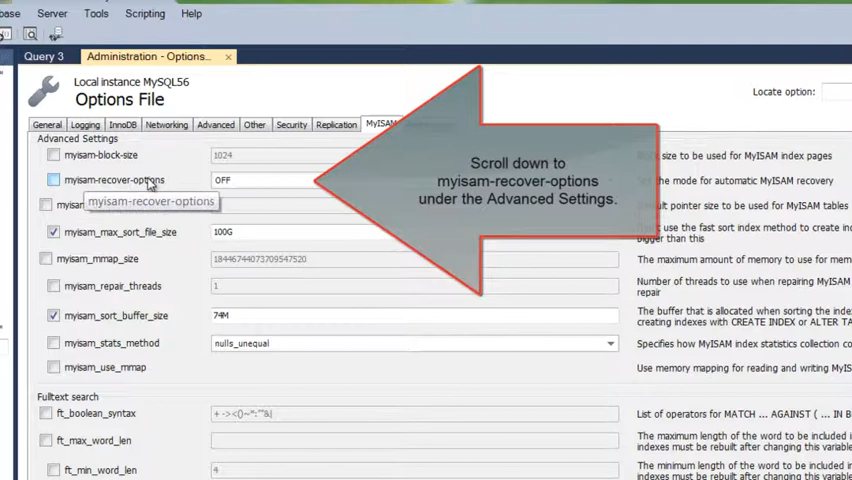 base Server Tools Scripting Help
Query 3 Administration - Options... ×
Local instance MySQL56
Options File
Locate option:
General Logging InnoDB Networking Advanced Other Security Replication MyISAM
Advanced Settings
myisam-block-size 1024 size to be used for MyISAM index pages
myisam-recover-options OFF the mode for automatic MyISAM recovery
myisam-recover-options
pointer size to be used for MyISAM tables
Scroll down to
myisam-recover-options
under the Advanced Settings.
myisam_max_sort_file_size 100G use the fast sort index method to create ind
bigger than this
myisam_mmap_size 18446744073709547520 The maximum amount of memory to use for mem
myisam_repair_threads 1 Number of threads to use when repairing MyISAM
repair
myisam_sort_buffer_size 74M The buffer that is allocated when sorting the index
creating indexes with CREATE INDEX or ALTER TA
myisam_stats_method nulls_unequal Specifies how MyISAM index statistics collection co
myisam_use_mmap Use memory mapping for reading and writing MyIS
Fulltext search
ft_boolean_syntax + -><()~*:""&| List of operators for MATCH ... AGAINST ( ... IN B
ft_max_word_len The maximum length of the word to be included i
indexes must be rebuilt after changing this variable
ft_min_word_len 4 The minimum length of the word to be included i
indexes must be rebuilt after changing this variable